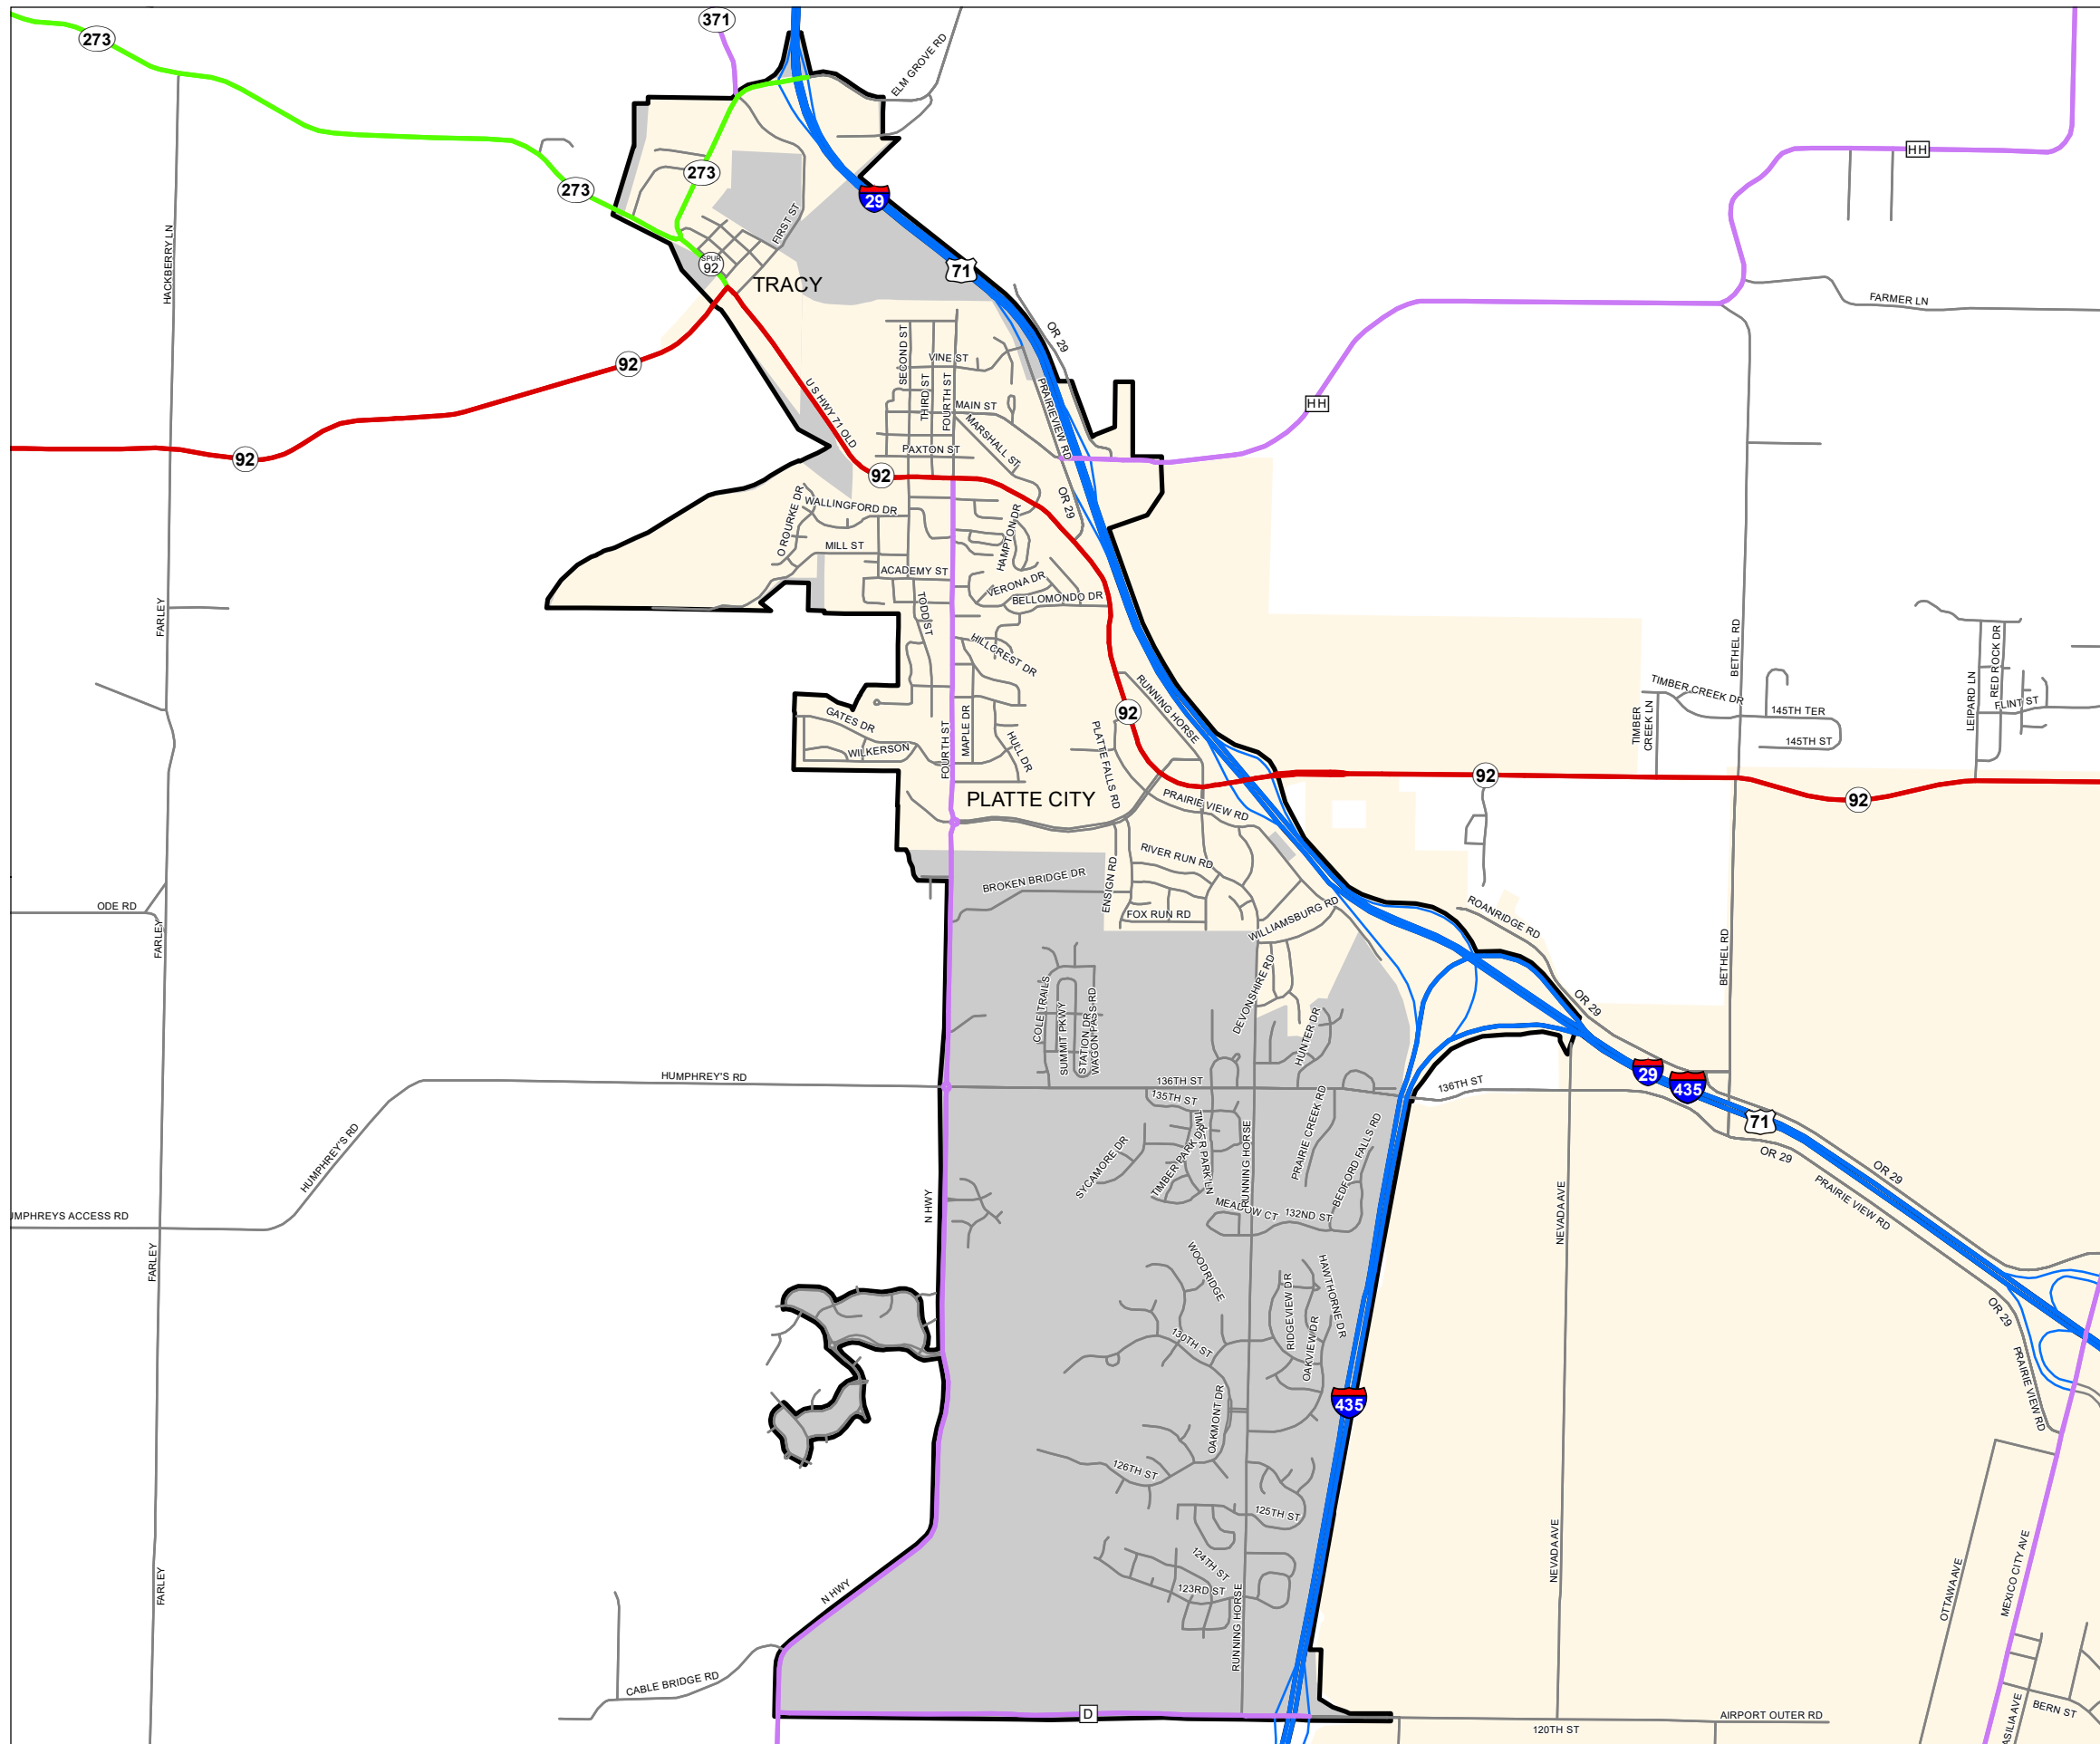 371
273
ELM GROVE RD
HH
273
273
29
FIRST ST
HACKBERRY LN
SPUR
92
71
TRACY
FARMER LN
OR 29
SECOND ST
VINE ST
92
THIRD ST
FOURTH ST
PRAIRIEVIEW RD
U S HWY 71 OLD
MAIN ST
HH
MARSHALL ST
PAXTON ST
92
92
OR 29
WALLINGFORD DR
O ROURKE DR
HAMPTON DR
MILL ST
ACADEMY ST
VERONA DR
BELLOMONDO DR
FARLEY
TODD ST
HILLCREST DR
BETHEL RD
RED ROCK DR
LEIPARD LN
FLINT ST
TIMBER CREEK DR
145TH TER
145TH ST
TIMBER
CREEK LN
RUNNING HORSE
92
GATES DR
WILKERSON
FOURTH ST
MAPLE DR
HULL DR
PLATTE FALLS RD
92
92
PLATTE CITY
PRAIRIE VIEW RD
RIVER RUN RD
BROKEN BRIDGE DR
ENSIGN RD
FOX RUN RD
WILLIAMSBURG RD
ROANRIDGE RD
ODE RD
FARLEY
BETHEL RD
DEVONSHIRE RD
OR 29
COLE TRAILS
SUMMIT PKWY
STATION DR
WAGON PASS RD
HUNTER DR
HUMPHREY'S RD
136TH ST
136TH ST
29
435
135TH ST
71
HUMPHREY'S RD
SYCAMORE DR
TIMBER PARK DR
TIMBER PARK LN
RUNNING HORSE
PRAIRIE CREEK RD
BEDFORD FALLS RD
OR 29
OR 29
PRAIRIE VIEW RD
N HWY
NEVADA AVE
MEADOW CT
132ND ST
UMPHREYS ACCESS RD
FARLEY
WOODRIDGE
RIDGEVIEW DR
HAWTHORNE DR
OAKVIEW DR
130TH ST
OR 29
PRAIRIE VIEW RD
OAKMONT DR
435
126TH ST
125TH ST
NEVADA AVE
124TH ST
123RD ST
FARLEY
N HWY
RUNNING HORSE
OTTAWA AVE
MEXICO CITY AVE
CABLE BRIDGE RD
D
120TH ST
AIRPORT OUTER RD
ASILIA AVE
BERN ST